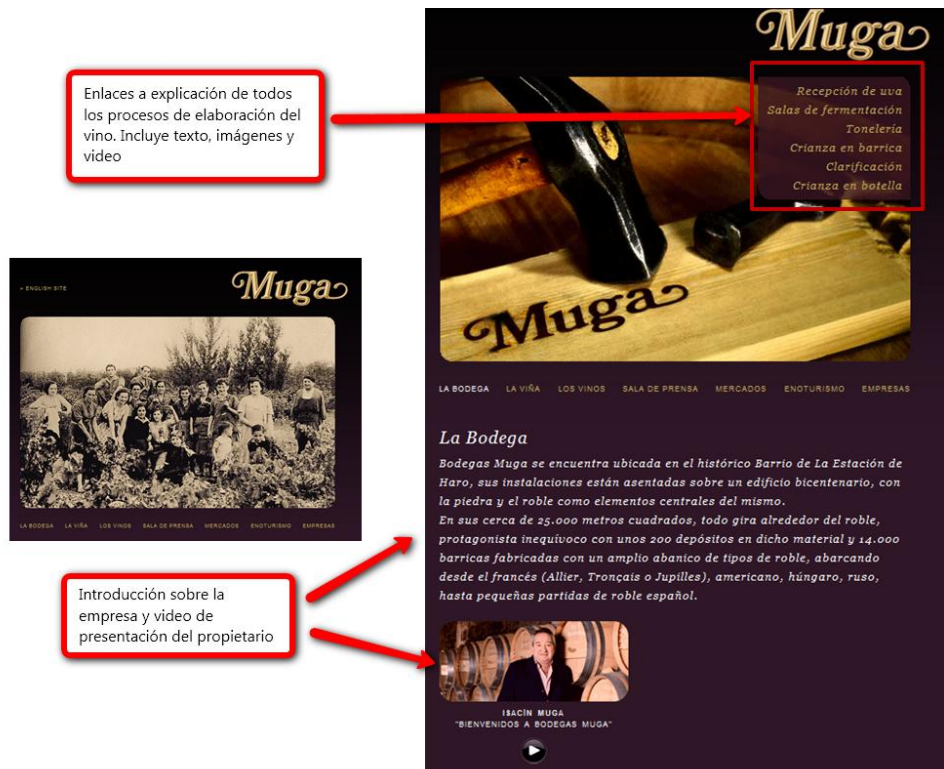 Muga
Enlaces a explicación de todos
los procesos de elaboración del
vino. Incluye texto, imágenes y
video
Recepción de uva
Salas de fermentación
Tonelería
Crianza en barrica
Clarificación
Crianza en botella
Muga
> ENGLISH SITE
Muga
LA BODEGA LA VIÑA LOS VINOS SALA DE PRENSA MERCADOS ENOTURISMO EMPRESAS
LA BODEGA LA VIÑA LOS VINOS SALA DE PRENSA MERCADOS ENOTURISMO EMPRESAS
La Bodega
Bodegas Muga se encuentra ubicada en el histórico Barrio de La Estación de
Haro, sus instalaciones están asentadas sobre un edificio bicentenario, con
la piedra y el roble como elementos centrales del mismo.
En sus cerca de 25.000 metros cuadrados, todo gira alrededor del roble,
protagonista inequívoco con unos 200 depósitos en dicho material y 14.000
barricas fabricadas con un amplio abanico de tipos de roble, abarcando
desde el francés (Allier, Tronçais o Jupilles), americano, húngaro, ruso,
hasta pequeñas partidas de roble español.
Introducción sobre la
empresa y video de
presentación del propietario
ISACÍN MUGA
"BIENVENIDOS A BODEGAS MUGA"